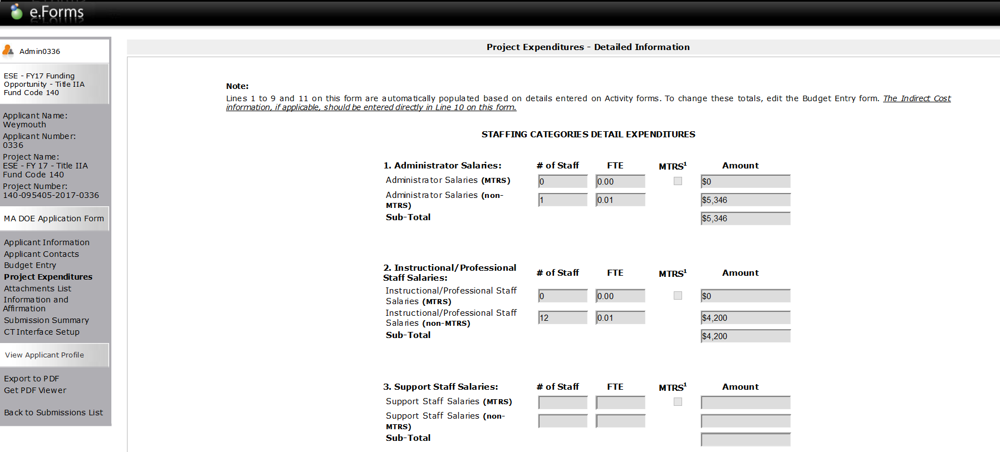 e.Forms
Admin0336
ESE - FY17 Funding
Opportunity - Title IIA
Fund Code 140
Applicant Name:
Weymouth
Applicant Number:
0336
Project Name:
ESE - FY 17 - Title IIA
Fund Code 140
Project Number:
140-095405-2017-0336
MA DOE Application Form
Applicant Information
Applicant Contacts
Budget Entry
Project Expenditures
Attachments List
Information and
Affirmation
Submission Summary
CT Interface Setup
View Applicant Profile
Export to PDF
Get PDF Viewer
Back to Submissions List
Project Expenditures - Detailed Information
Note:
Lines 1 to 9 and 11 on this form are automatically populated based on details entered on Activity forms. To change these totals, edit the Budget Entry form. The Indirect Cost
information, if applicable, should be entered directly in Line 10 on this form.
STAFFING CATEGORIES DETAIL EXPENDITURES
1. Administrator Salaries: # of Staff FTE MTRS1 Amount
Administrator Salaries (MTRS) 0 0.00 $0
Administrator Salaries (non-
MTRS) 1 0.01 $5,346
Sub-Total $5,346
2. Instructional/Professional
Staff Salaries: # of Staff FTE MTRS1 Amount
Instructional/Professional Staff
Salaries (MTRS) 0 0.00 $0
Instructional/Professional Staff
Salaries (non-MTRS) 12 0.01 $4,200
Sub-Total $4,200
3. Support Staff Salaries: # of Staff FTE MTRS1 Amount
Support Staff Salaries (MTRS)
Support Staff Salaries (non-
MTRS)
Sub-Total